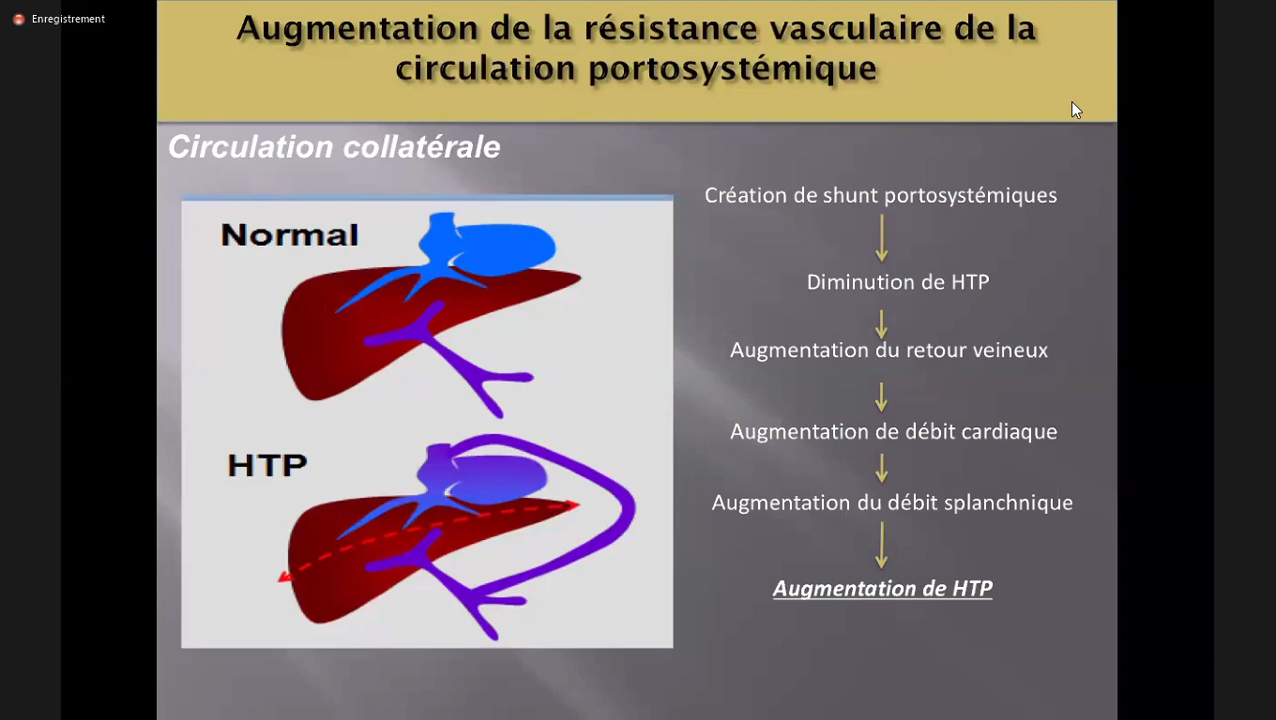 Enregistrement
Augmentation de la résistance vasculaire de la
circulation portosystémique
Circulation collatérale
Normal
HTP
Création de shunt portosystémiques
Diminution de HTP
Augmentation du retour veineux
Augmentation de débit cardiaque
Augmentation du débit splanchnique
Augmentation de HTP